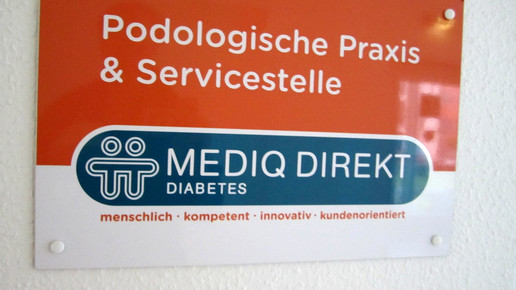 Podologische Praxis
& Servicestelle
MEDIQ DIREKT
DIABETES
menschlich · kompetent · innovativ · kundenorientiert